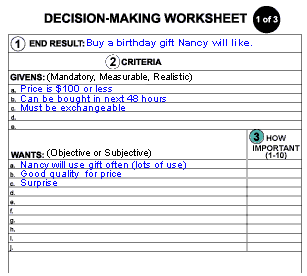 DECISION-MAKING WORKSHEET 1 of 3
1 END RESULT: Buy a birthday gift Nancy will like.
2 CRITERIA
GIVENS: (Mandatory, Measurable, Realistic)
a. Price is $100 or less
b. Can be bought in next 48 hours
c. Must be exchangeable
d.
e.
3 HOW
IMPORTANT
(1-10)
WANTS: (Objective or Subjective)
a. Nancy will use gift often (lots of use)
b. Good quality for price
c. Surprise
d.
e.
f.
g.
h.
i.
j.